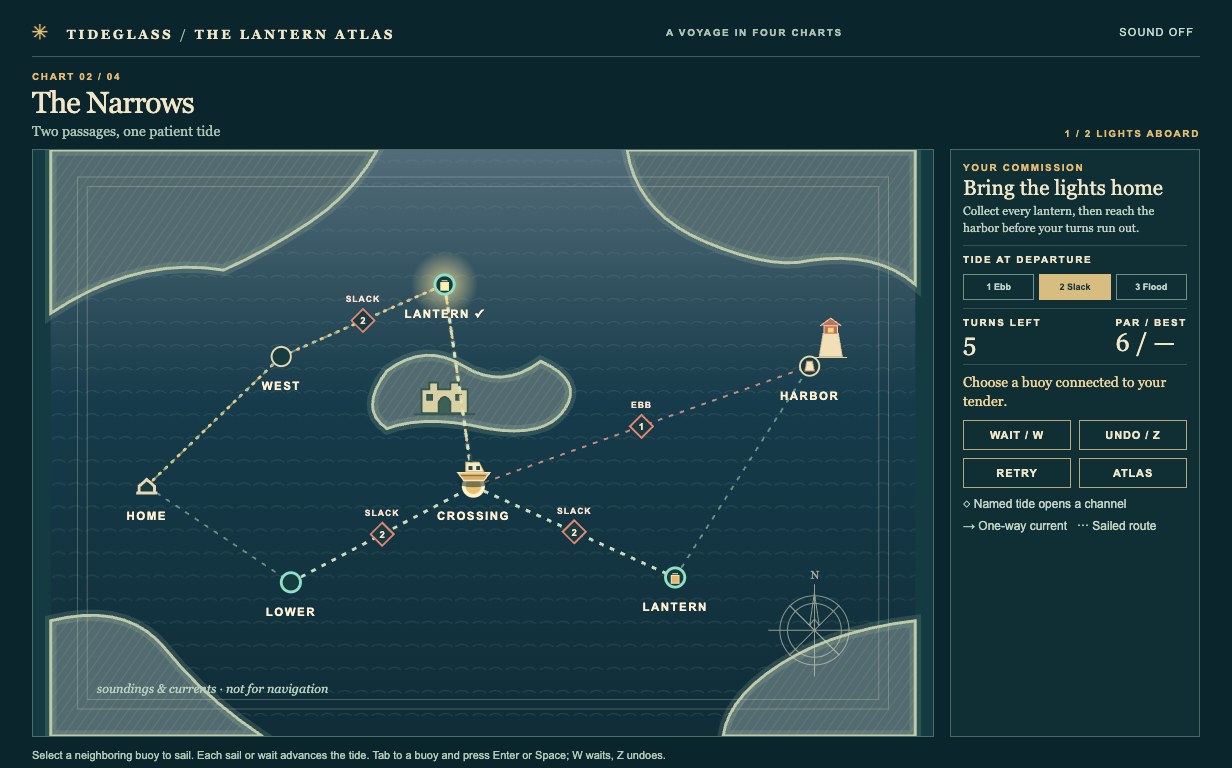 TIDEGLASS / THE LANTERN ATLAS
A VOYAGE IN FOUR CHARTS
SOUND OFF
CHART 02 / 04
The Narrows
Two passages, one patient tide
1 / 2 LIGHTS ABOARD
SLACK
2
LANTERN ✓
WEST
HARBOR
EBB
1
HOME
SLACK
2
CROSSING
SLACK
2
LOWER
LANTERN
N
soundings & currents · not for navigation
YOUR COMMISSION
Bring the lights home
Collect every lantern, then reach the
harbor before your turns run out.
TIDE AT DEPARTURE
1 Ebb
2 Slack
3 Flood
TURNS LEFT
5
PAR / BEST
6 / —
Choose a buoy connected to your
tender.
WAIT / W
UNDO / Z
RETRY
ATLAS
◇ Named tide opens a channel
→ One-way current ⋯ Sailed route
Select a neighboring buoy to sail. Each sail or wait advances the tide. Tab to a buoy and press Enter or Space; W waits, Z undoes.